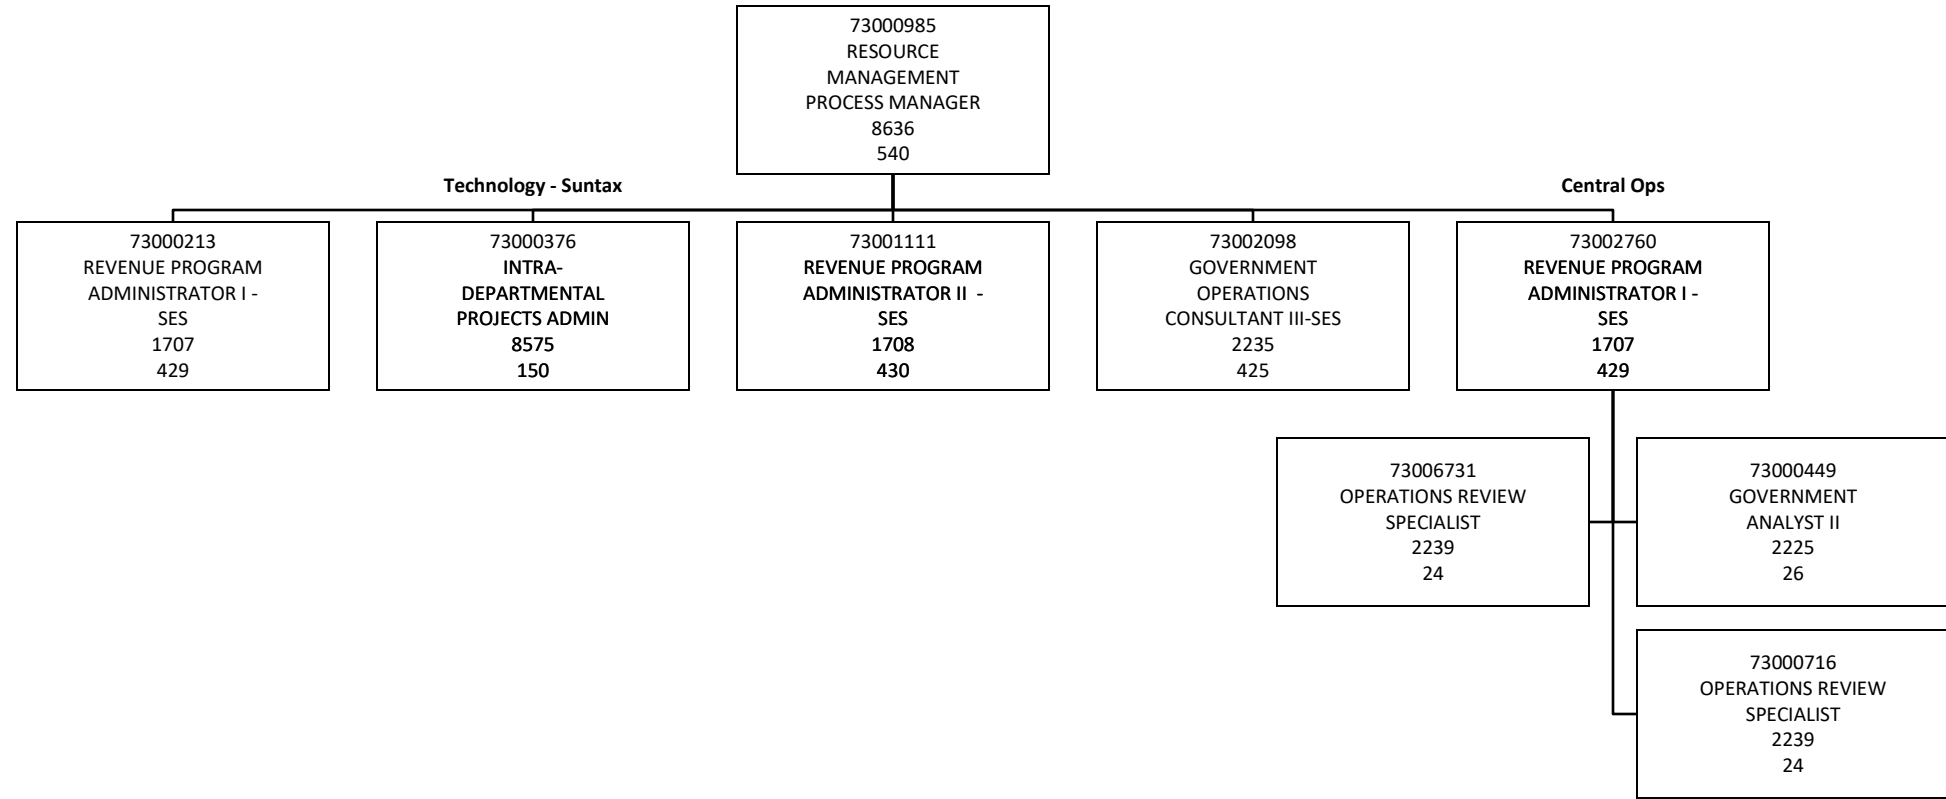 73000985
RESOURCE
MANAGEMENT
PROCESS MANAGER
8636
540
Technology - Suntax
Central Ops
73000213
REVENUE PROGRAM
ADMINISTRATOR I -
SES
1707
429
73000376
INTRA-
DEPARTMENTAL
PROJECTS ADMIN
8575
150
73001111
REVENUE PROGRAM
ADMINISTRATOR II  -
SES
1708
430
73002098
GOVERNMENT
OPERATIONS
CONSULTANT III-SES
2235
425
73002760
REVENUE PROGRAM
ADMINISTRATOR I -
SES
1707
429
73006731
OPERATIONS REVIEW
SPECIALIST
2239
24
73000449
GOVERNMENT
ANALYST II
2225
26
73000716
OPERATIONS REVIEW
SPECIALIST
2239
24